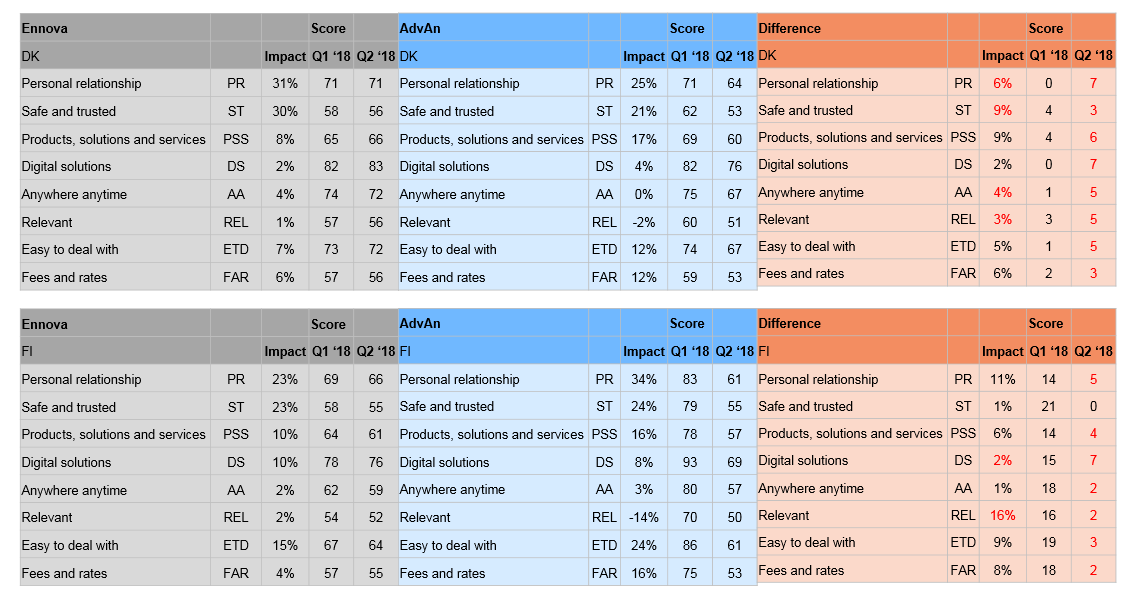 Ennova Score AdvAn Score Difference Score
DK Impact Q1 ‘18 Q2 ‘18 DK Impact Q1 ‘18 Q2 ‘18 DK Impact Q1 ‘18 Q2 ‘18
Personal relationship PR 31% 71 71 Personal relationship PR 25% 71 64 Personal relationship PR 6% 0 7
Safe and trusted ST 30% 58 56 Safe and trusted ST 21% 62 53 Safe and trusted ST 9% 4 3
Products, solutions and services PSS 8% 65 66 Products, solutions and services PSS 17% 69 60 Products, solutions and services PSS 9% 4 6
Digital solutions DS 2% 82 83 Digital solutions DS 4% 82 76 Digital solutions DS 2% 0 7
Anywhere anytime AA 4% 74 72 Anywhere anytime AA 0% 75 67 Anywhere anytime AA 4% 1 5
Relevant REL 1% 57 56 Relevant REL -2% 60 51 Relevant REL 3% 3 5
Easy to deal with ETD 7% 73 72 Easy to deal with ETD 12% 74 67 Easy to deal with ETD 5% 1 5
Fees and rates FAR 6% 57 56 Fees and rates FAR 12% 59 53 Fees and rates FAR 6% 2 3
Ennova Score AdvAn Score Difference Score
FI Impact Q1 ‘18 Q2 ‘18 FI Impact Q1 ‘18 Q2 ‘18 FI Impact Q1 ‘18 Q2 ‘18
Personal relationship PR 23% 69 66 Personal relationship PR 34% 83 61 Personal relationship PR 11% 14 5
Safe and trusted ST 23% 58 55 Safe and trusted ST 24% 79 55 Safe and trusted ST 1% 21 0
Products, solutions and services PSS 10% 64 61 Products, solutions and services PSS 16% 78 57 Products, solutions and services PSS 6% 14 4
Digital solutions DS 10% 78 76 Digital solutions DS 8% 93 69 Digital solutions DS 2% 15 7
Anywhere anytime AA 2% 62 59 Anywhere anytime AA 3% 80 57 Anywhere anytime AA 1% 18 2
Relevant REL 2% 54 52 Relevant REL -14% 70 50 Relevant REL 16% 16 2
Easy to deal with ETD 15% 67 64 Easy to deal with ETD 24% 86 61 Easy to deal with ETD 9% 19 3
Fees and rates FAR 4% 57 55 Fees and rates FAR 16% 75 53 Fees and rates FAR 8% 18 2